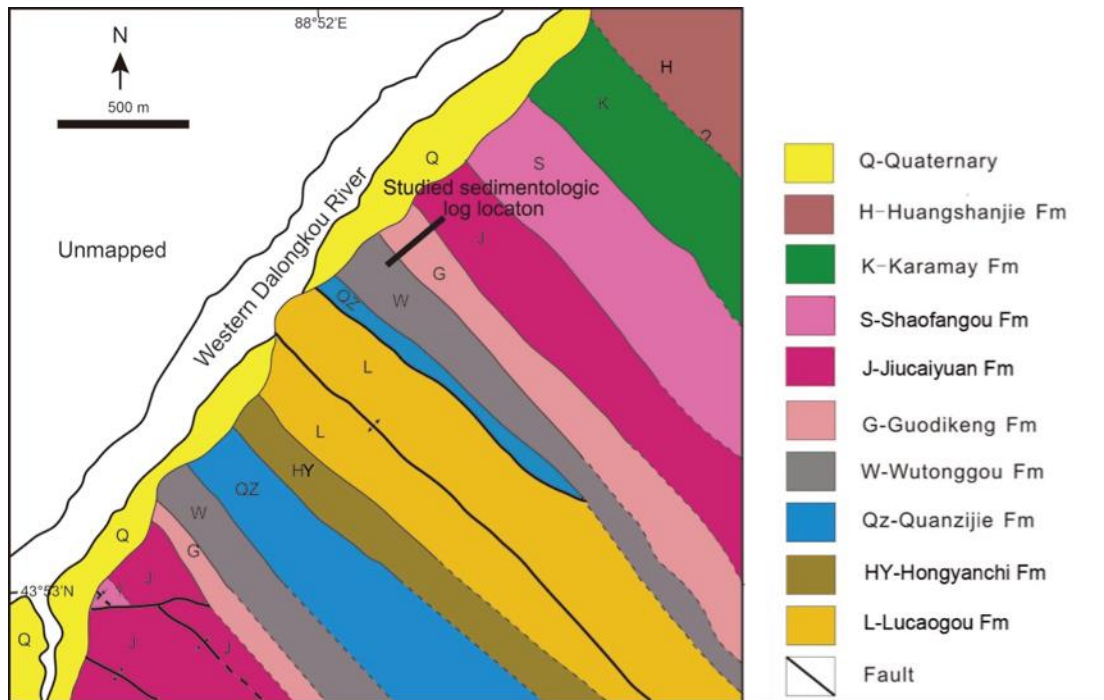 88°52'E
N
500 m
Unmapped
Western Dalongkou River
Studied sedimentologic
log locaton
H
?
K
S
Q
J
G
W
QZ
L
L
HY
QZ
W
G
Q
J
43°53'N
Q
J
J
Q-Quaternary
H-Huangshanjie Fm
K-Karamay Fm
S-Shaofangou Fm
J-Jiucaiyuan Fm
G-Guodikeng Fm
W-Wutonggou Fm
Qz-Quanzijie Fm
HY-Hongyanchi Fm
L-Lucaogou Fm
Fault